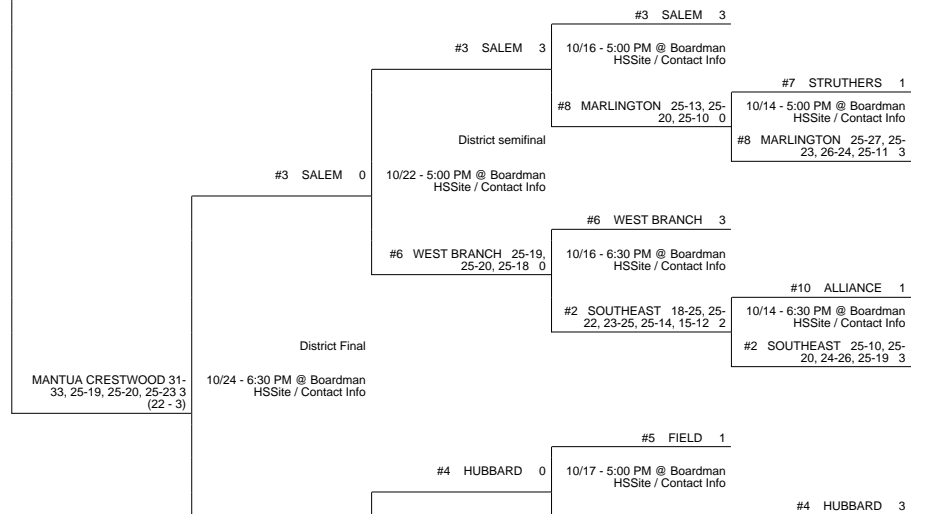 #3 SALEM 3
#3 SALEM 3
10/16 - 5:00 PM @ Boardman
HSSite / Contact Info
#7 STRUTHERS 1
#8 MARLINGTON 25-13, 25-
20, 25-10 0
10/14 - 5:00 PM @ Boardman
HSSite / Contact Info
District semifinal
#8 MARLINGTON 25-27, 25-
23, 26-24, 25-11 3
#3 SALEM 0
10/22 - 5:00 PM @ Boardman
HSSite / Contact Info
#6 WEST BRANCH 3
#6 WEST BRANCH 25-19,
25-20, 25-18 0
10/16 - 6:30 PM @ Boardman
HSSite / Contact Info
#10 ALLIANCE 1
#2 SOUTHEAST 18-25, 25-
22, 23-25, 25-14, 15-12 2
10/14 - 6:30 PM @ Boardman
HSSite / Contact Info
District Final
#2 SOUTHEAST 25-10, 25-
20, 24-26, 25-19 3
MANTUA CRESTWOOD 31-
33, 25-19, 25-20, 25-23 3
(22 - 3)
10/24 - 6:30 PM @ Boardman
HSSite / Contact Info
#5 FIELD 1
#4 HUBBARD 0
10/17 - 5:00 PM @ Boardman
HSSite / Contact Info
#4 HUBBARD 3